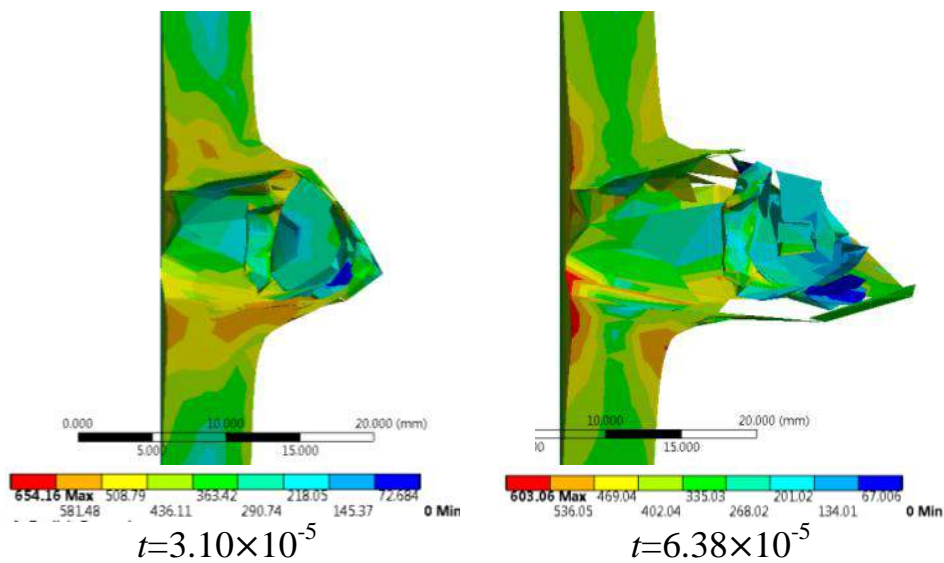 0.000 10.000 20.000 (mm)
5.000 15.000
654.16 Max 508.79 363.42 218.05 72.684
581.48 436.11 290.74 145.37 0 Min
t=3.10×10⁻⁵
10.000 20.000 (mm)
00 15.000
603.06 Max 469.04 335.03 201.02 67.006
536.05 402.04 268.02 134.01 0 Min
t=6.38×10⁻⁵